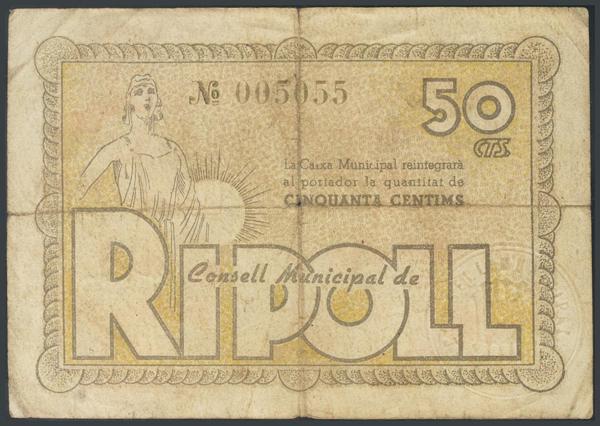 Nº 005055
50
CTS.
La Caixa Municipal reintegrarà
al portador la quantitat de
CINQUANTA CENTIMS
Consell Municipal de
RIPOLL